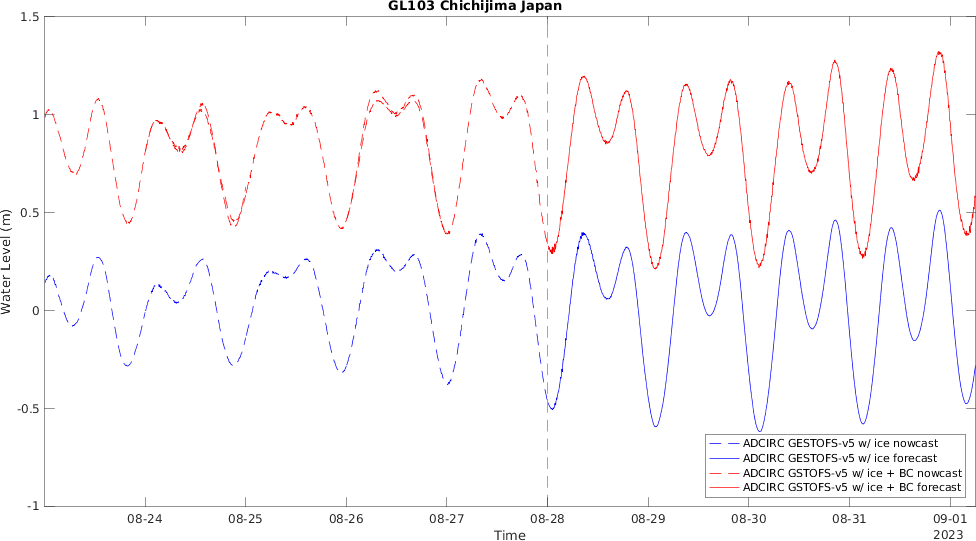 GL103 Chichijima Japan
Water Level (m)
1.5
1
0.5
0
-0.5
-1
08-24
08-25
08-26
08-27
08-28
08-29
08-30
08-31
09-01
2023
Time
ADCIRC GESTOFS-v5 w/ ice nowcast
ADCIRC GESTOFS-v5 w/ ice forecast
ADCIRC GSTOFS-v5 w/ ice + BC nowcast
ADCIRC GSTOFS-v5 w/ ice + BC forecast